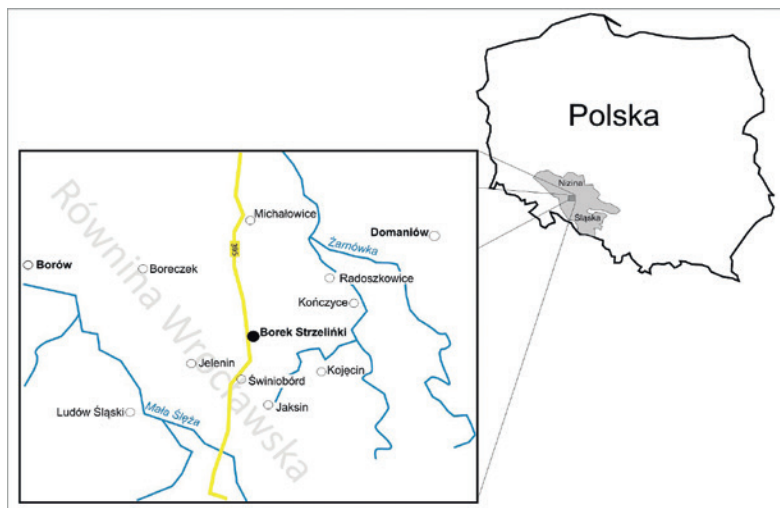 Polska
Nizina
Śląska
Równina Wrocławska
Michałowice
395
Domaniów
Żarnówka
Borów
Boreczek
Radoszkowice
Kończyce
Borek Strzeliński
Jelenin
Kojęcin
Świniobórd
Jaksin
Ludów Śląski
Mała Ślęża